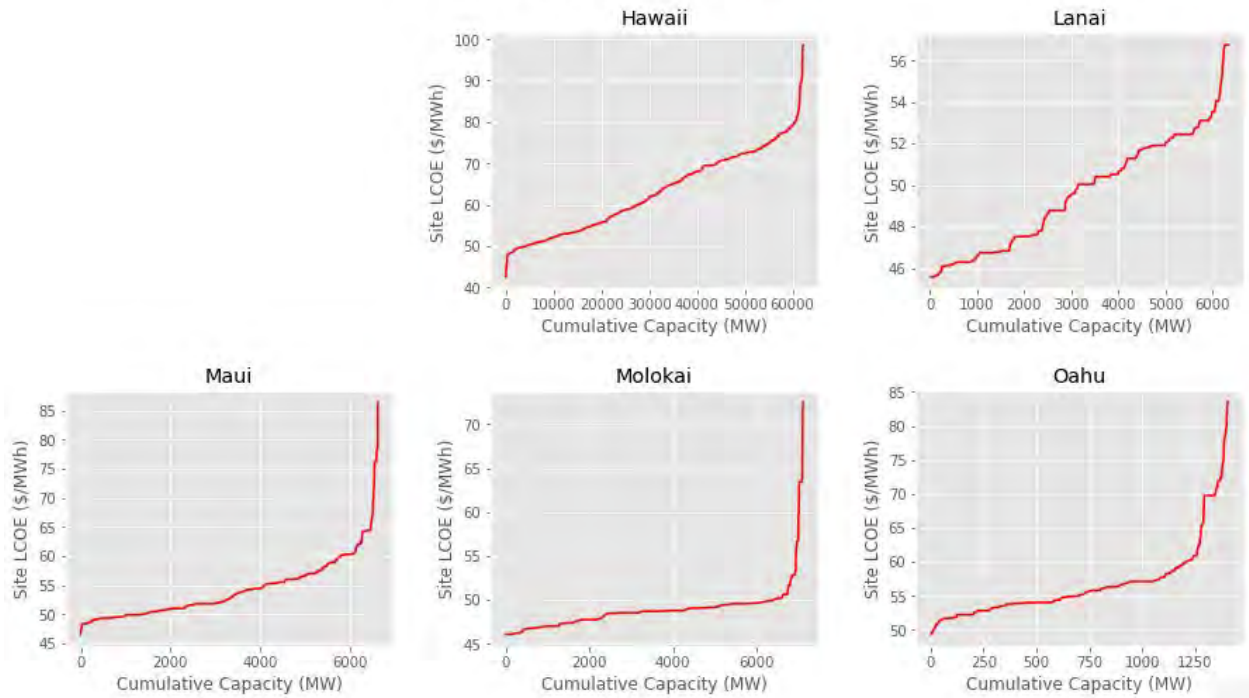 Hawaii
Lanai
Site LCOE ($/MWh)
100
90
80
70
60
50
40
0 10000 20000 30000 40000 50000 60000
Cumulative Capacity (MW)
Site LCOE ($/MWh)
56
54
52
50
48
46
0 1000 2000 3000 4000 5000 6000
Cumulative Capacity (MW)
Maui
Molokai
Oahu
Site LCOE ($/MWh)
85
80
75
70
65
60
55
50
45
0 2000 4000 6000
Cumulative Capacity (MW)
Site LCOE ($/MWh)
70
65
60
55
50
45
0 2000 4000 6000
Cumulative Capacity (MW)
Site LCOE ($/MWh)
85
80
75
70
65
60
55
50
0 250 500 750 1000 1250
Cumulative Capacity (MW)